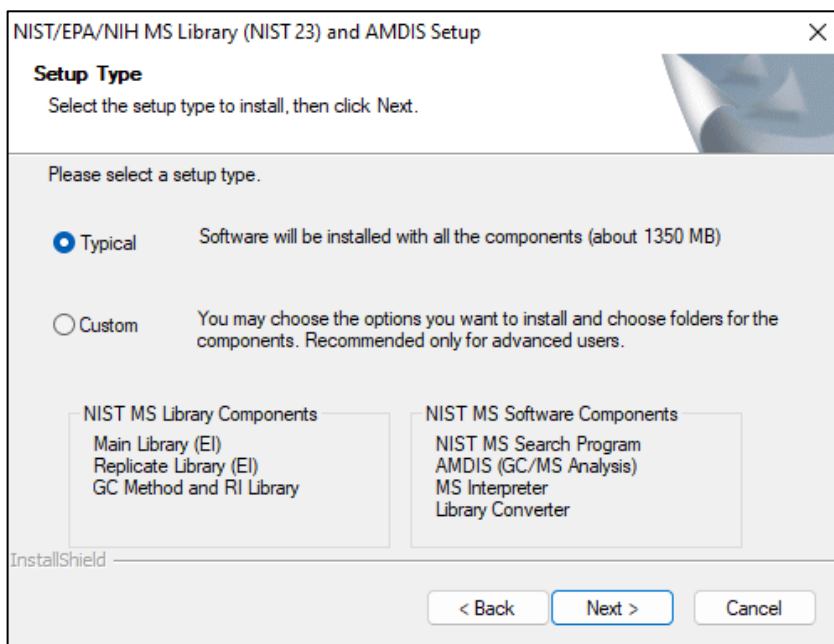 NIST/EPA/NIH MS Library (NIST 23) and AMDIS Setup
Setup Type
Select the setup type to install, then click Next.
Please select a setup type.
Typical
Software will be installed with all the components (about 1350 MB)
Custom
You may choose the options you want to install and choose folders for the
components. Recommended only for advanced users.
NIST MS Library Components
Main Library (EI)
Replicate Library (EI)
GC Method and RI Library
NIST MS Software Components
NIST MS Search Program
AMDIS (GC/MS Analysis)
MS Interpreter
Library Converter
InstallShield
< Back
Next >
Cancel